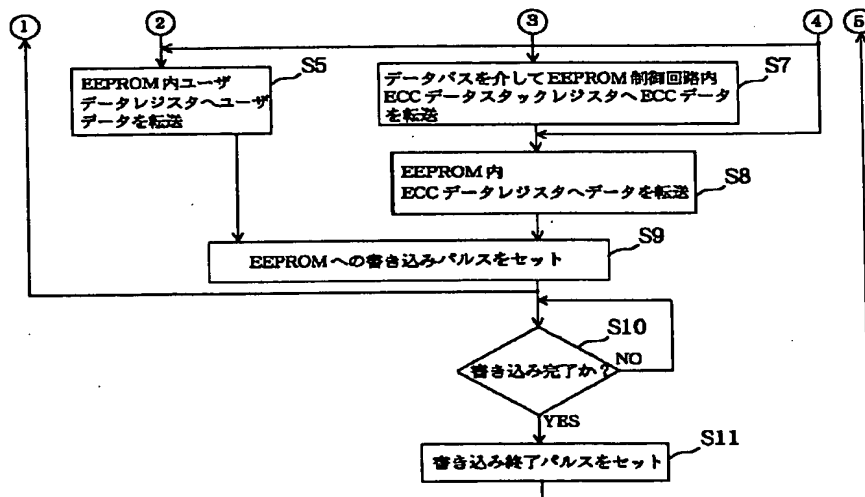 ① ② ③ ④ ⑤
S5
EEPROM内ユーザ
データレジスタへユーザ
データを転送
S7
データバスを介してEEPROM制御回路内
ECCデータスタックレジスタへECCデータ
を転送
S8
EEPROM内
ECCデータレジスタへデータを転送
S9
EEPROMへの書き込みパルスをセット
S10
書き込み完了か?
NO
YES
S11
書き込み終了パルスをセット